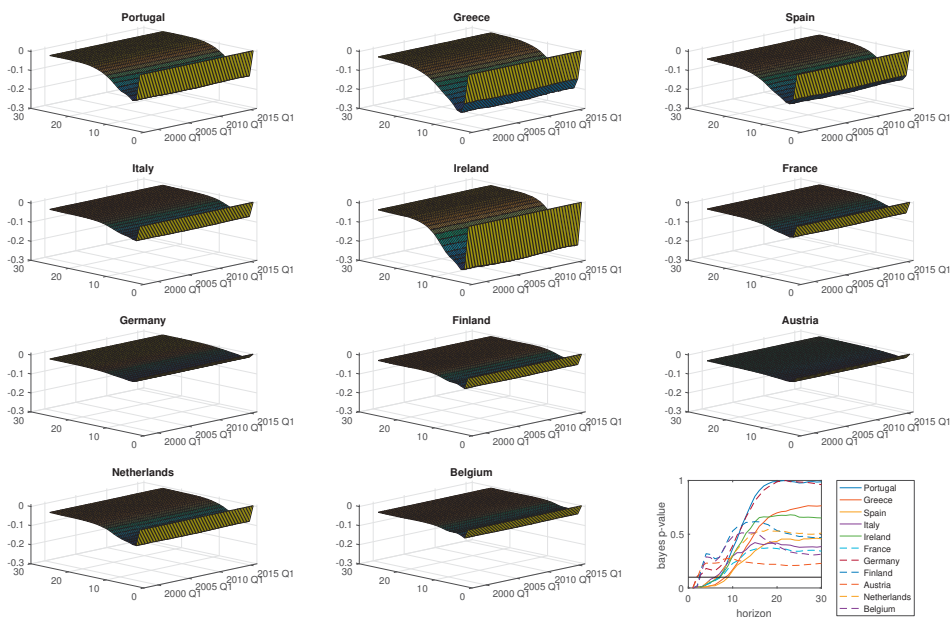 Portugal
0
-0.1
-0.2
-0.3
30
20
10
0
2000 Q1
2005 Q1
2010 Q1
2015 Q1
Greece
0
-0.1
-0.2
-0.3
30
20
10
0
2000 Q1
2005 Q1
2010 Q1
2015 Q1
Spain
0
-0.1
-0.2
-0.3
30
20
10
0
2000 Q1
2005 Q1
2010 Q1
2015 Q1
Italy
0
-0.1
-0.2
-0.3
30
20
10
0
2000 Q1
2005 Q1
2010 Q1
2015 Q1
Ireland
0
-0.1
-0.2
-0.3
30
20
10
0
2000 Q1
2005 Q1
2010 Q1
2015 Q1
France
0
-0.1
-0.2
-0.3
30
20
10
0
2000 Q1
2005 Q1
2010 Q1
2015 Q1
Germany
0
-0.1
-0.2
-0.3
30
20
10
0
2000 Q1
2005 Q1
2010 Q1
2015 Q1
Finland
0
-0.1
-0.2
-0.3
30
20
10
0
2000 Q1
2005 Q1
2010 Q1
2015 Q1
Austria
0
-0.1
-0.2
-0.3
30
20
10
0
2000 Q1
2005 Q1
2010 Q1
2015 Q1
Netherlands
0
-0.1
-0.2
-0.3
30
20
10
0
2000 Q1
2005 Q1
2010 Q1
2015 Q1
Belgium
0
-0.1
-0.2
-0.3
30
20
10
0
2000 Q1
2005 Q1
2010 Q1
2015 Q1
bayes p-value
1
0.5
0
0
10
20
30
horizon
Portugal
Greece
Spain
Italy
Ireland
France
Germany
Finland
Austria
Netherlands
Belgium